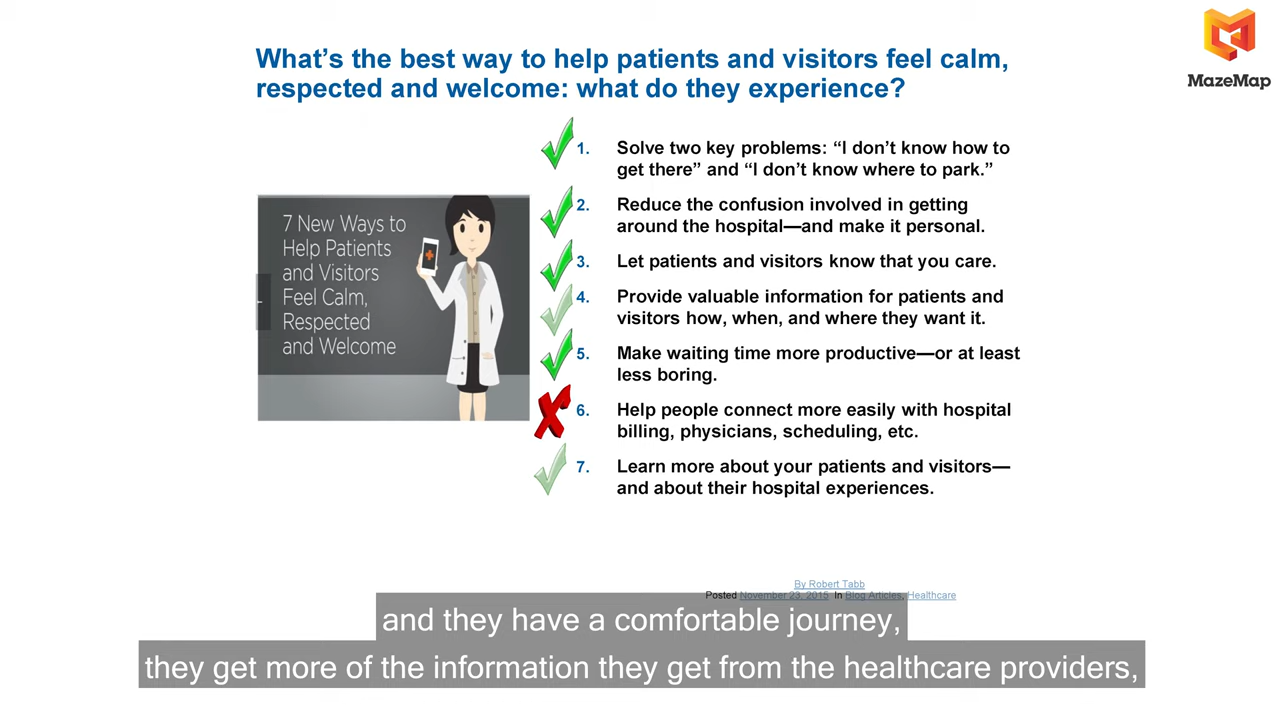 MazeMap
What’s the best way to help patients and visitors feel calm,
respected and welcome: what do they experience?
7 New Ways to
Help Patients
and Visitors
Feel Calm,
Respected
and Welcome
1. Solve two key problems: “I don’t know how to
get there” and “I don’t know where to park.”
2. Reduce the confusion involved in getting
around the hospital—and make it personal.
3. Let patients and visitors know that you care.
4. Provide valuable information for patients and
visitors how, when, and where they want it.
5. Make waiting time more productive—or at least
less boring.
6. Help people connect more easily with hospital
billing, physicians, scheduling, etc.
7. Learn more about your patients and visitors—
and about their hospital experiences.
By Robert Tabb
Posted November 23, 2015 In Blog Articles, Healthcare
and they have a comfortable journey,
they get more of the information they get from the healthcare providers,